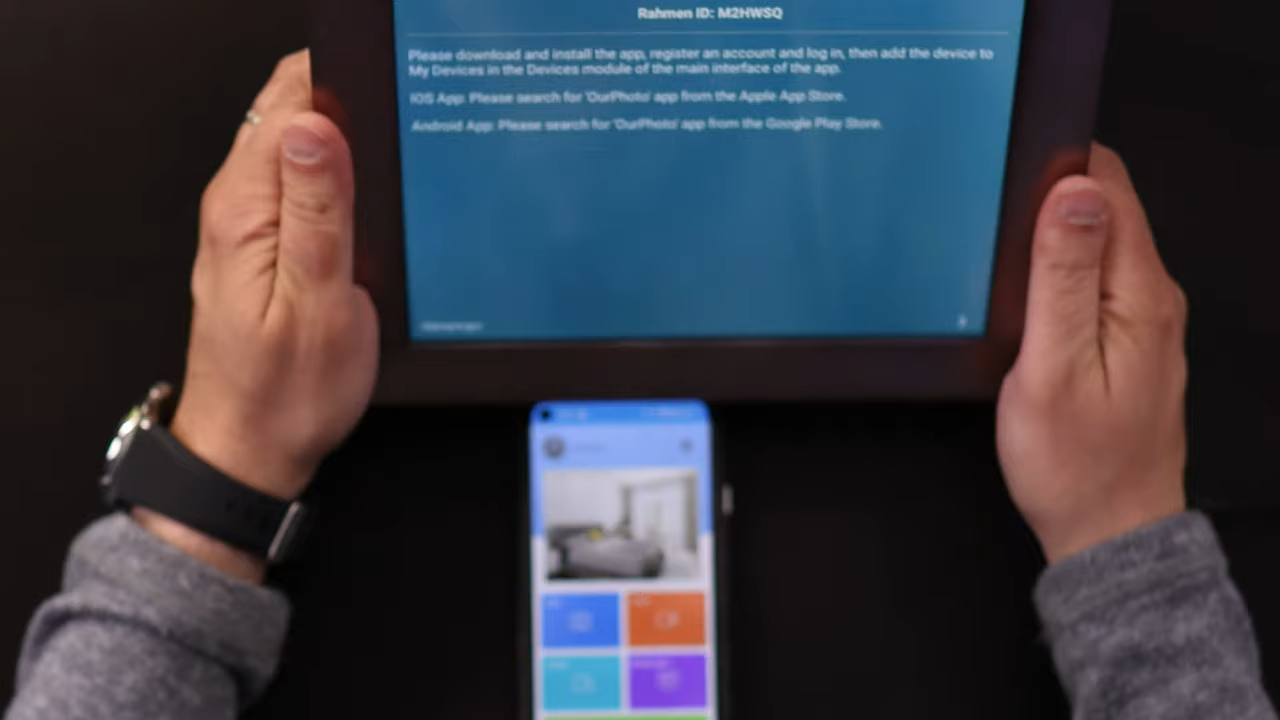 Rahmen ID: M2HWSQ
Please download and install the app, register an account and log in, then add the device to
My Devices in the Devices module of the main interface of the app.
IOS App: Please search for 'OurPhoto' app from the Apple App Store.
Android App: Please search for 'OurPhoto' app from the Google Play Store.